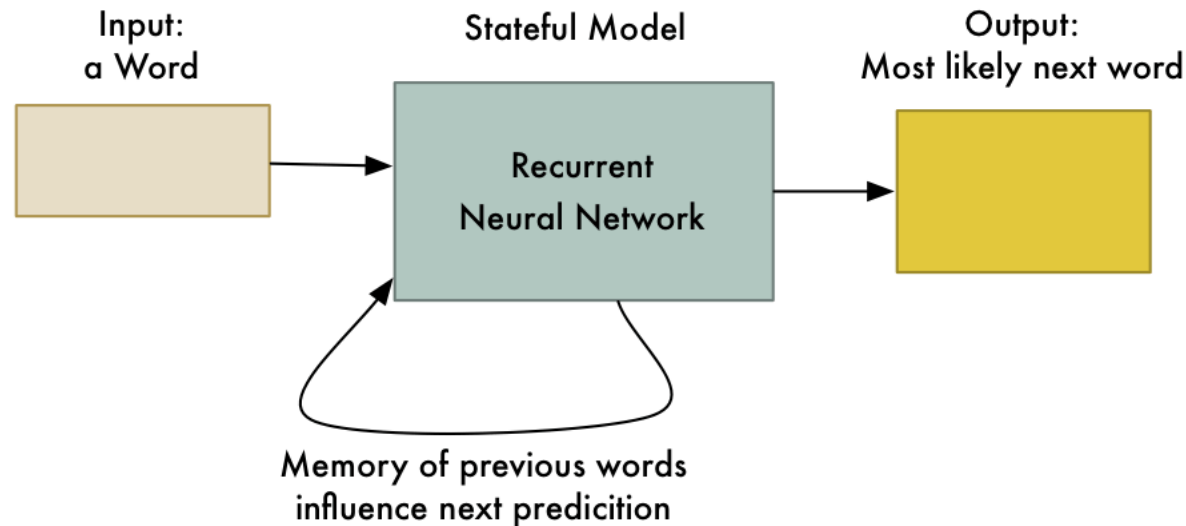 Input:
a Word
Stateful Model
Output:
Most likely next word
Recurrent
Neural Network
Memory of previous words
influence next predicition